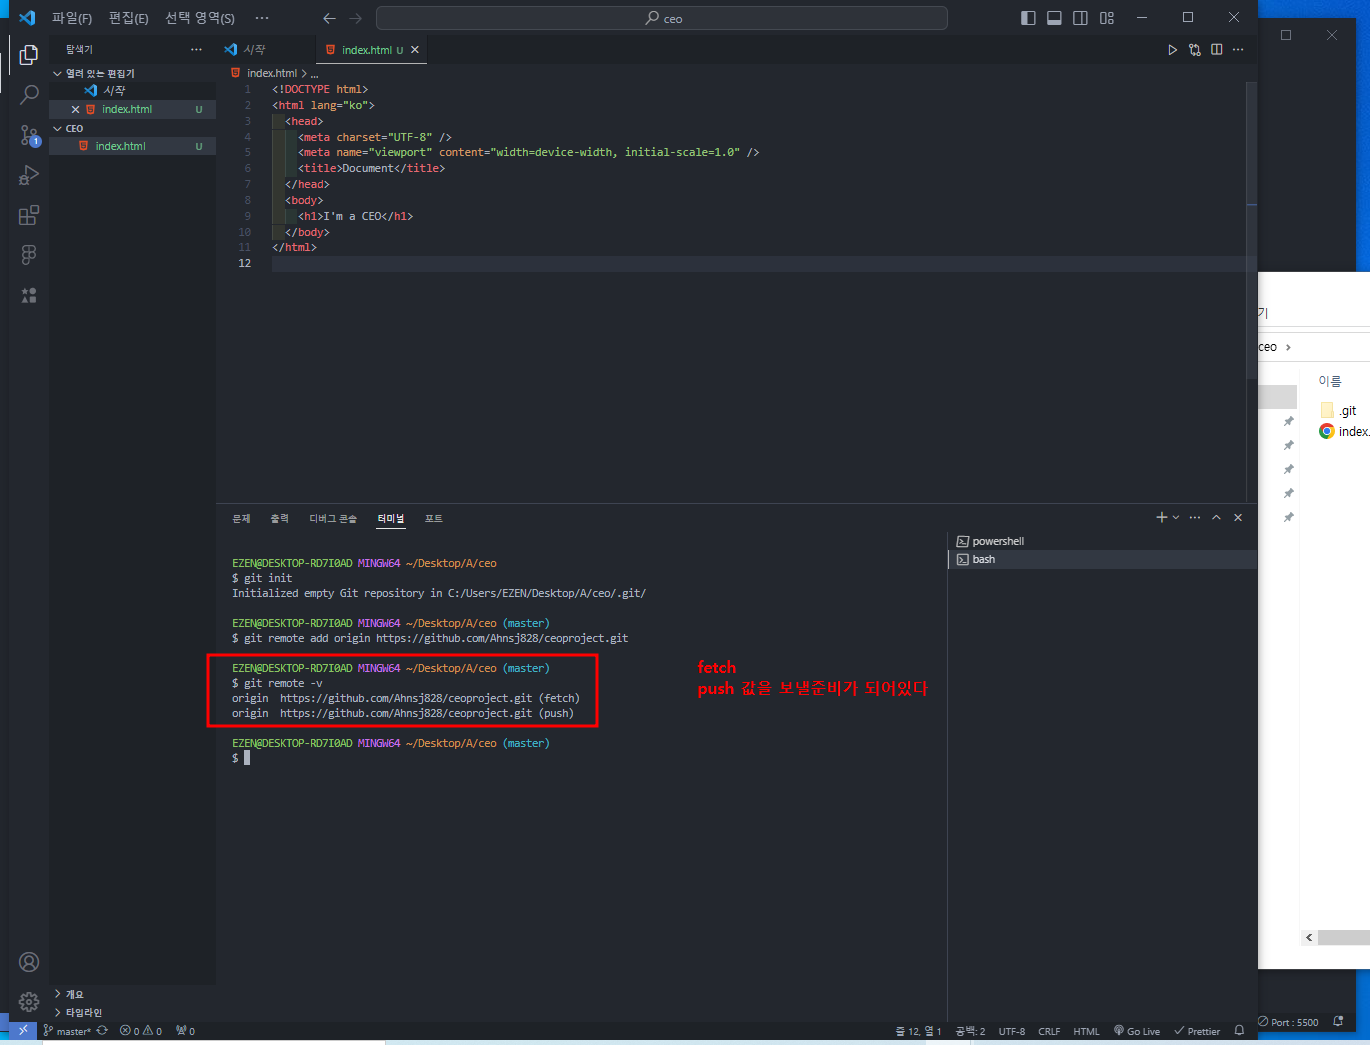 파일(F) 편집(E) 선택 영역(S) ··· ceo
탐색기 ···
시작 index.html U
열려 있는 편집기
시작
index.html U
CEO
index.html U
1
index.html > ...
1 <!DOCTYPE html>
2 <html lang="ko">
3 <head>
4 <meta charset="UTF-8" />
5 <meta name="viewport" content="width=device-width, initial-scale=1.0" />
6 <title>Document</title>
7 </head>
8 <body>
9 <h1>I'm a CEO</h1>
10 </body>
11 </html>
12
기
ceo >
이름
.git
index.
문제 출력 디버그 콘솔 터미널 포트
powershell
bash
EZEN@DESKTOP-RD7I0AD MINGW64 ~/Desktop/A/ceo
$ git init
Initialized empty Git repository in C:/Users/EZEN/Desktop/A/ceo/.git/
EZEN@DESKTOP-RD7I0AD MINGW64 ~/Desktop/A/ceo (master)
$ git remote add origin https://github.com/Ahnsj828/ceoproject.git
EZEN@DESKTOP-RD7I0AD MINGW64 ~/Desktop/A/ceo (master)
$ git remote -v
origin https://github.com/Ahnsj828/ceoproject.git (fetch)
origin https://github.com/Ahnsj828/ceoproject.git (push)
fetch
push 값을 보낼준비가 되어있다
EZEN@DESKTOP-RD7I0AD MINGW64 ~/Desktop/A/ceo (master)
$
개요
타임라인
master* 0 0 0 줄 12, 열 1 공백: 2 UTF-8 CRLF HTML Go Live Prettier
Port : 5500